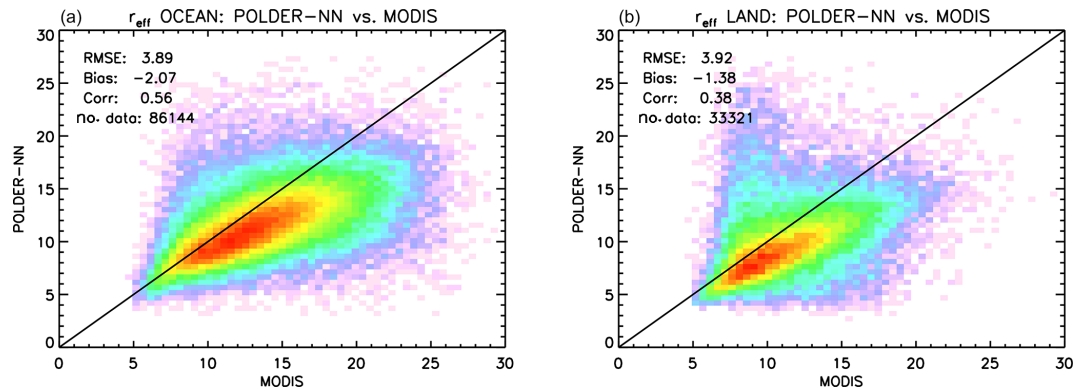 (a) r_eff OCEAN: POLDER-NN vs. MODIS
30
25
20
15
10
5
0
POLDER-NN
RMSE: 3.89
Bias: -2.07
Corr: 0.56
no. data: 86144
0 5 10 15 20 25 30
MODIS
(b) r_eff LAND: POLDER-NN vs. MODIS
30
25
20
15
10
5
0
POLDER-NN
RMSE: 3.92
Bias: -1.38
Corr: 0.38
no. data: 33321
0 5 10 15 20 25 30
MODIS